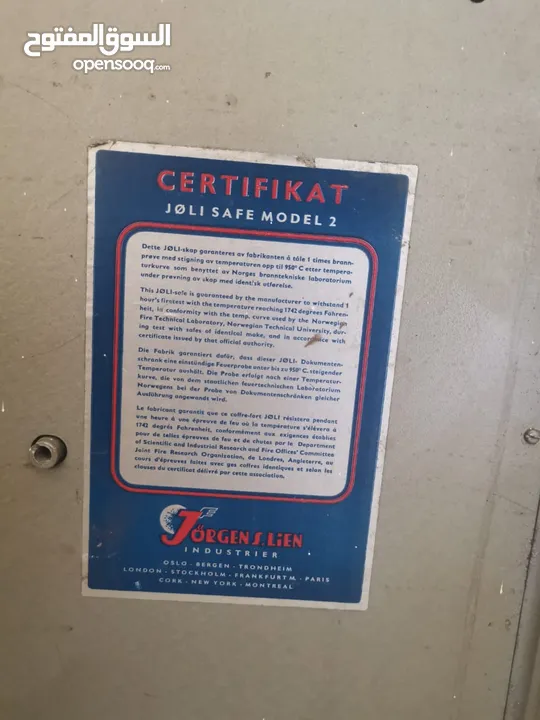 السوق المفتوح
opensooq.com
CERTIFIKAT
JØLI SAFE MODEL 2
Dette JØLI-skap garanteres av fabrikanten å tåle 1 times brann-
prøve med stigning av temperaturen opp til 950° C etter tempera-
turkurve som benyttet av Norges branntekniske laboratorium
under prøvning av skap med identisk utførelse.
This JØLI-safe is guaranteed by the manufacturer to withstand 1
hour's firetest with the temperature reaching 1742 degrees Fahren-
heit, in conformity with the temp. curve used by the Norwegian
Fire Technical Laboratory, Norwegian Technical University, dur-
ing test with safes of identical make, and in accordance with
certificate issued by that official authority.
Die Fabrik garantiert dafür, dass dieser JØLI- Dokumenten-
schrank eine einstündige Feuerprobe unter bis zu 950° C. steigender
Temperatur aushält. Die Probe erfolgt nach einer Temperatur-
kurve, die von dem staatlichen feuertechnischen Laboratorium
Norwegens bei der Probe von Dokumentenschränken gleicher
Ausführung angewandt wird.
Le fabricant garantit que ce coffre-fort JØLI résistera pendant
une heure à une épreuve de feu où la température s'élèvera à
1742 degrés Fahrenheit, conformément aux exigences établies
pour de telles épreuves de feu et de chutes par le Department
of Scientific and Industrial Research and Fire Offices' Committee
Joint Fire Research Organization, de Londres, Angleterre, au
cours d'épreuves faites avec ges coffres identiques et selon les
clauses du certificat délivré par cette association.
JÖRGEN S. LIEN
INDUSTRIER
OSLO - BERGEN - TRONDHEIM
LONDON - STOCKHOLM - FRANKFURT M. - PARIS
CORK - NEW YORK - MONTREAL